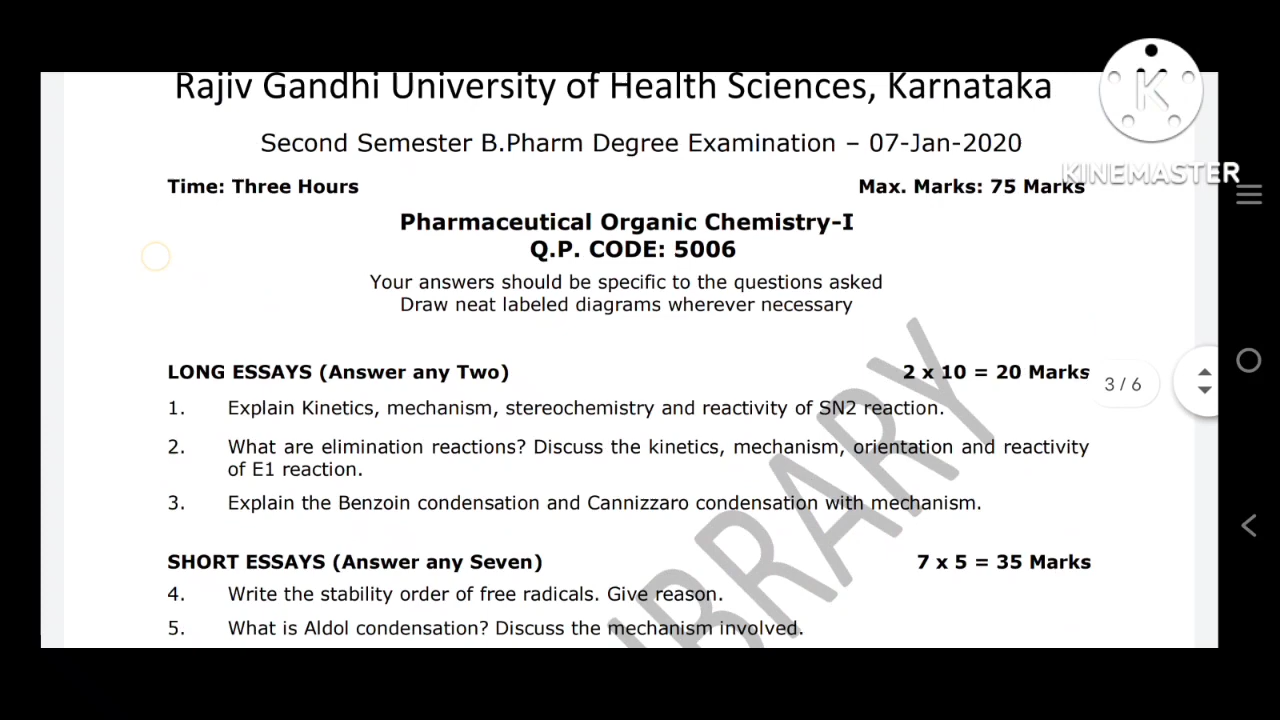 Rajiv Gandhi University of Health Sciences, Karnataka
K
KINEMASTER
Second Semester B.Pharm Degree Examination – 07-Jan-2020
Time: Three Hours Max. Marks: 75 Marks
Pharmaceutical Organic Chemistry-I
Q.P. CODE: 5006
Your answers should be specific to the questions asked
Draw neat labeled diagrams wherever necessary
LONG ESSAYS (Answer any Two) 2 x 10 = 20 Marks
3 / 6
1. Explain Kinetics, mechanism, stereochemistry and reactivity of SN2 reaction.
2. What are elimination reactions? Discuss the kinetics, mechanism, orientation and reactivity
of E1 reaction.
3. Explain the Benzoin condensation and Cannizzaro condensation with mechanism.
SHORT ESSAYS (Answer any Seven) 7 x 5 = 35 Marks
4. Write the stability order of free radicals. Give reason.
5. What is Aldol condensation? Discuss the mechanism involved.
IBRARY